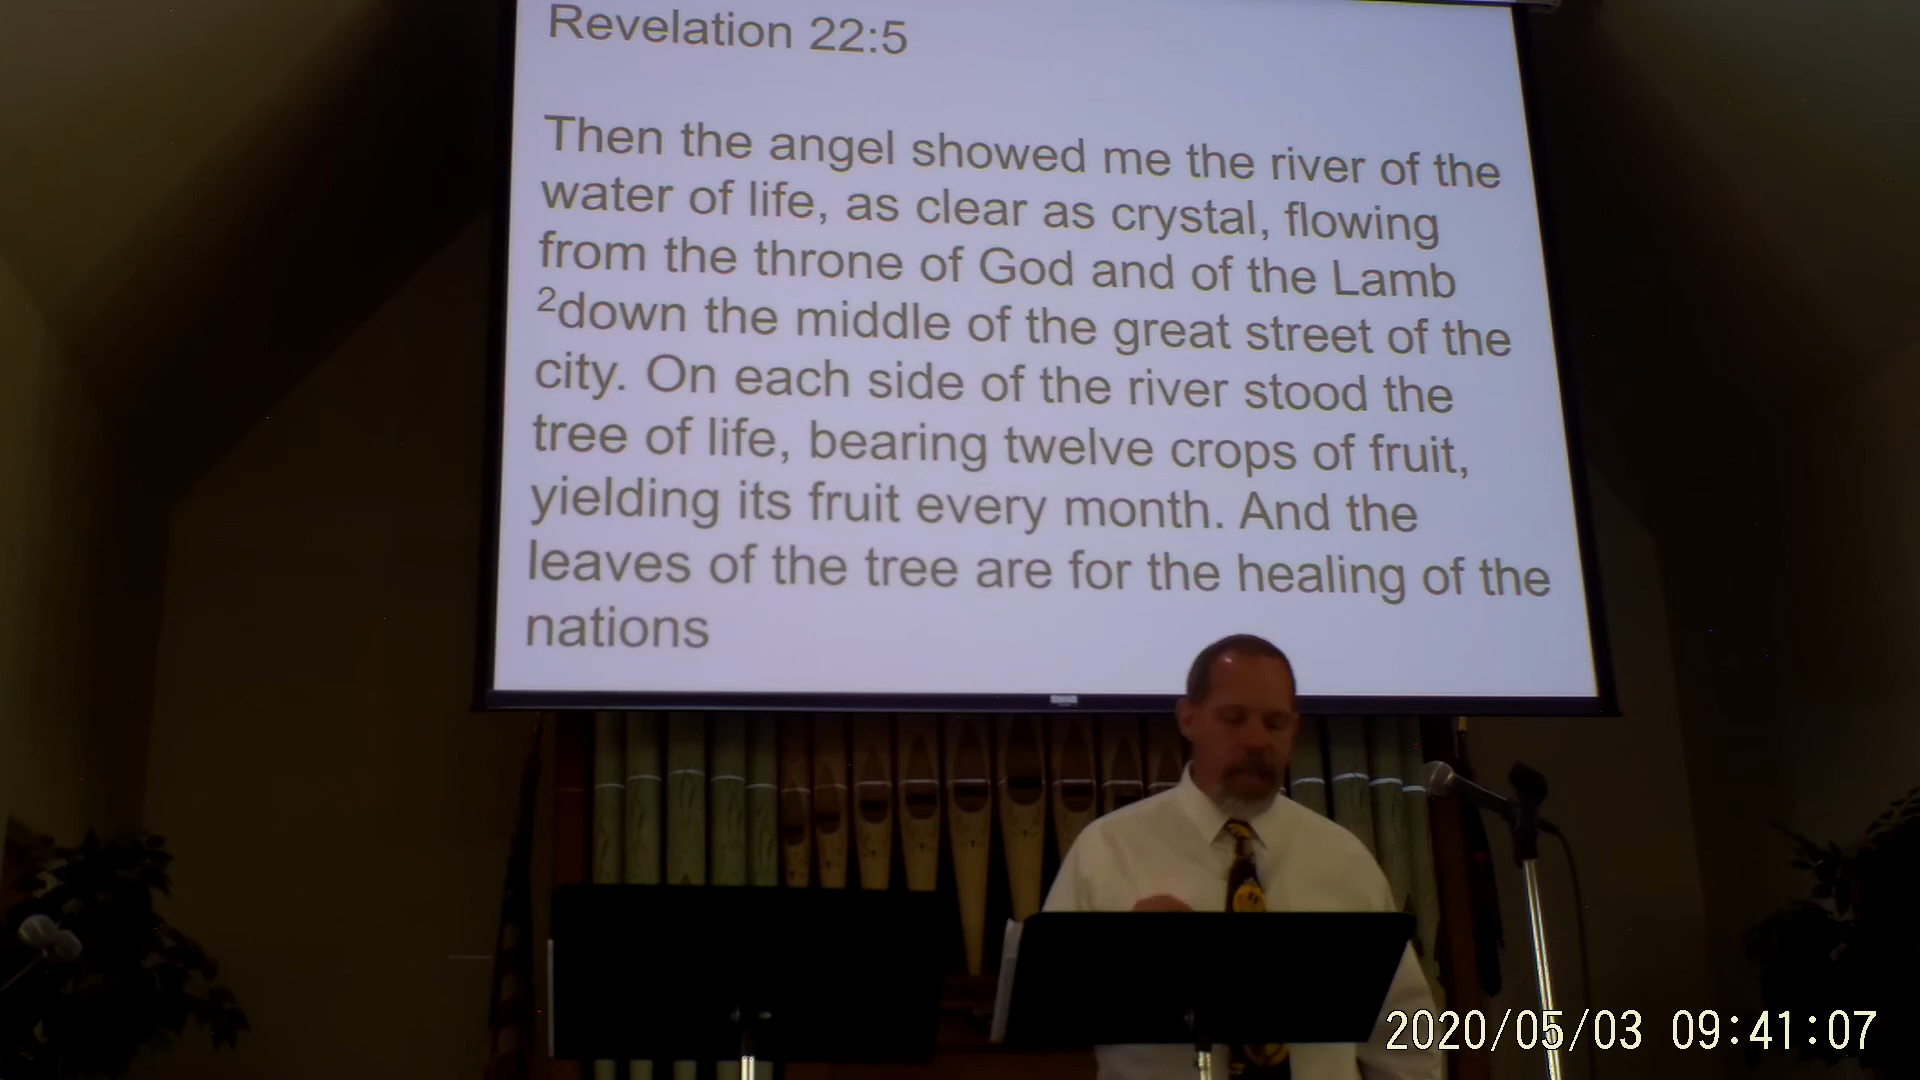 Revelation 22:5
Then the angel showed me the river of the
water of life, as clear as crystal, flowing
from the throne of God and of the Lamb
²down the middle of the great street of the
city. On each side of the river stood the
tree of life, bearing twelve crops of fruit,
yielding its fruit every month. And the
leaves of the tree are for the healing of the
nations
2020/05/03 09:41:07